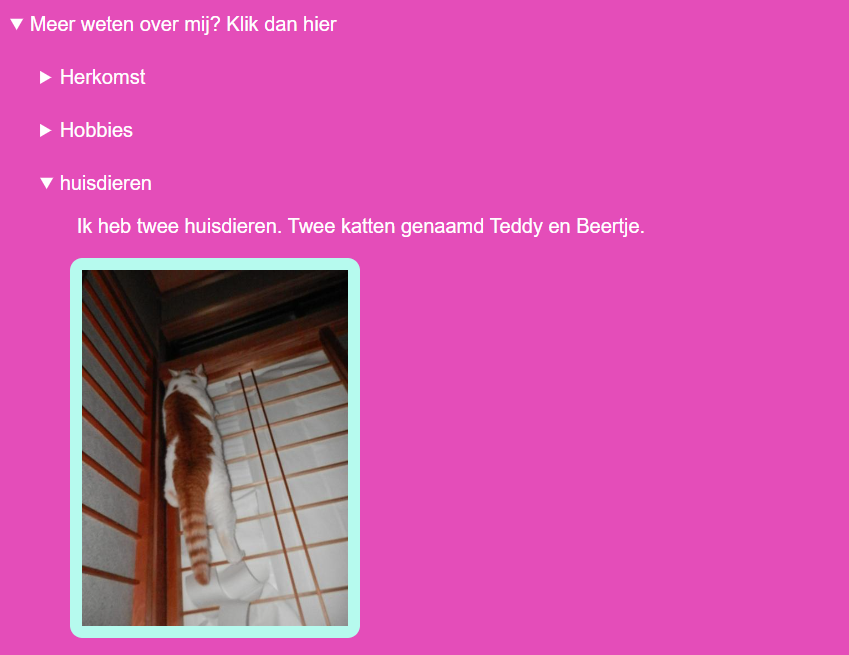 Meer weten over mij? Klik dan hier
Herkomst
Hobbies
huisdieren
Ik heb twee huisdieren. Twee katten genaamd Teddy en Beertje.